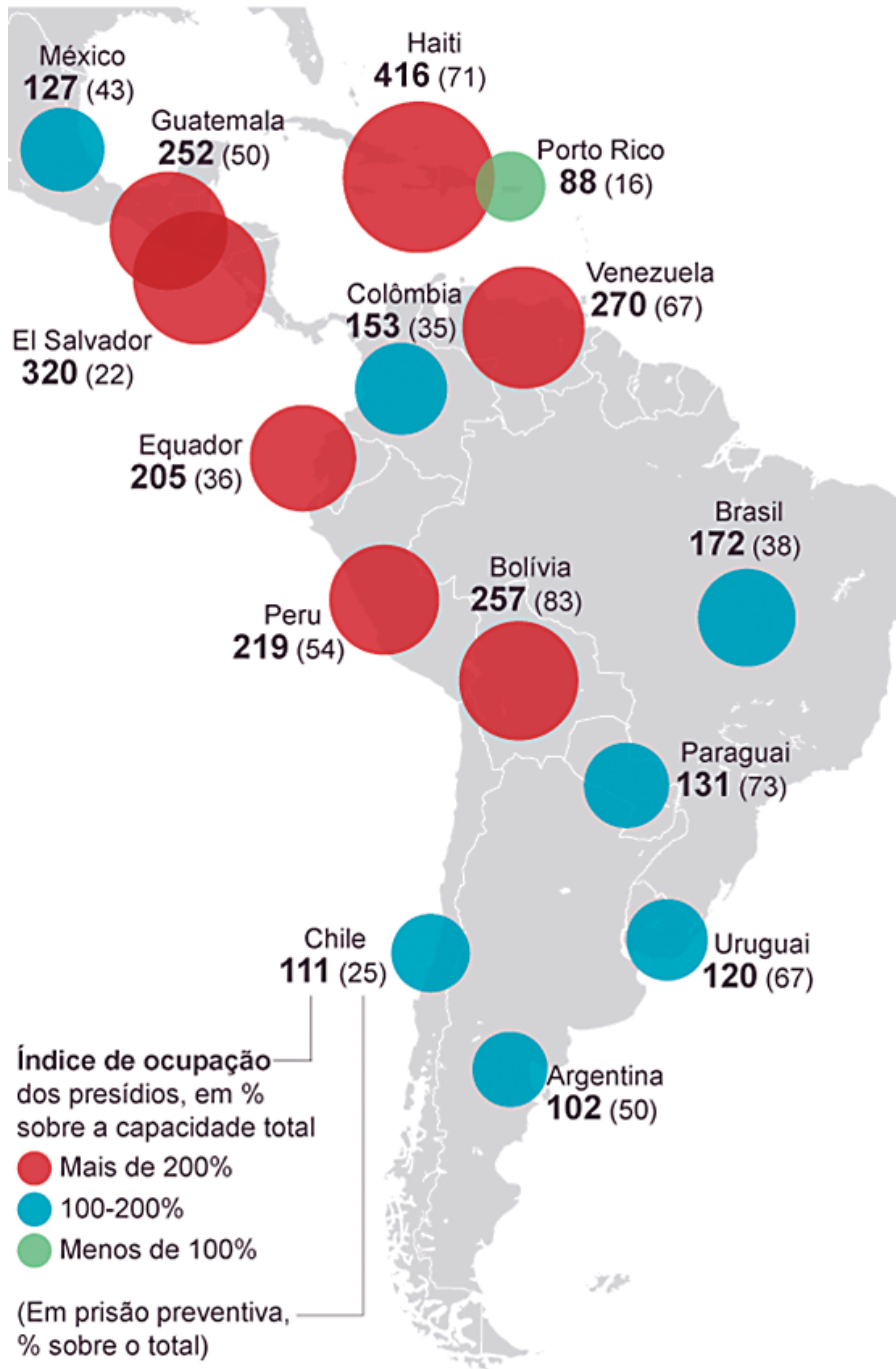 México
127 (43)
Haiti
416 (71)
Guatemala
252 (50)
Porto Rico
88 (16)
El Salvador
320 (22)
Colômbia
153 (35)
Venezuela
270 (67)
Equador
205 (36)
Brasil
172 (38)
Bolívia
257 (83)
Peru
219 (54)
Paraguai
131 (73)
Chile
111 (25)
Uruguai
120 (67)
Argentina
102 (50)
Índice de ocupação
dos presídios, em %
sobre a capacidade total
Mais de 200%
100-200%
Menos de 100%
(Em prisão preventiva,
% sobre o total)